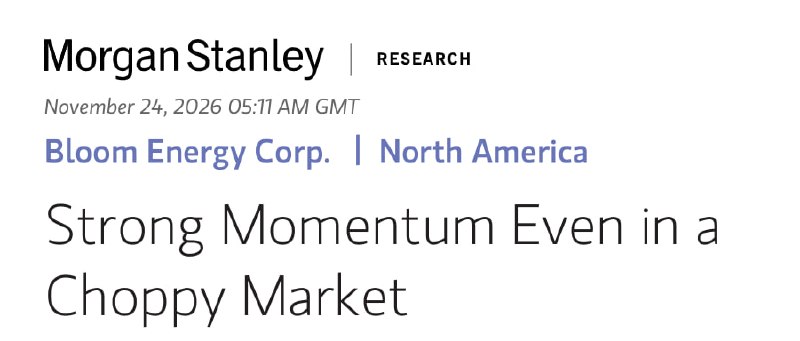 Morgan Stanley | RESEARCH
November 24, 2026 05:11 AM GMT
Bloom Energy Corp. | North America
Strong Momentum Even in a
Choppy Market